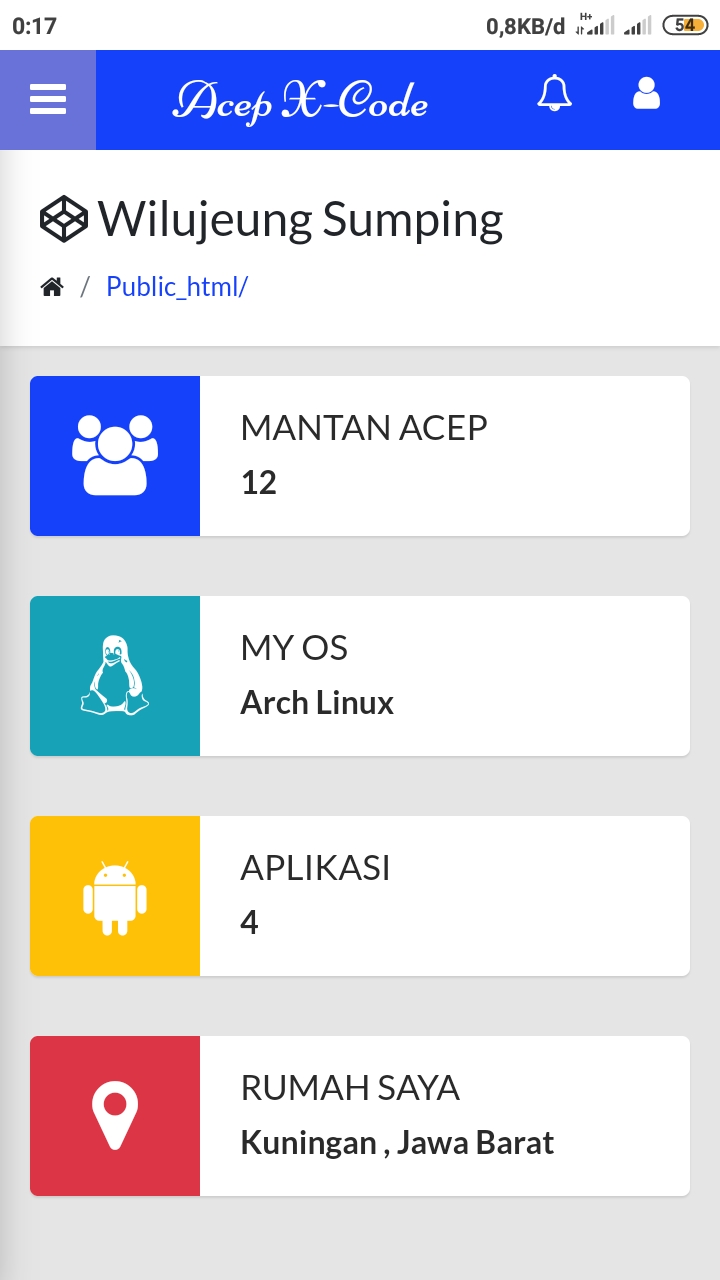 0:17 0,8KB/d H+ 54
Acep X-Code
Wilujeung Sumping
/ Public_html/
MANTAN ACEP
12
MY OS
Arch Linux
APLIKASI
4
RUMAH SAYA
Kuningan , Jawa Barat